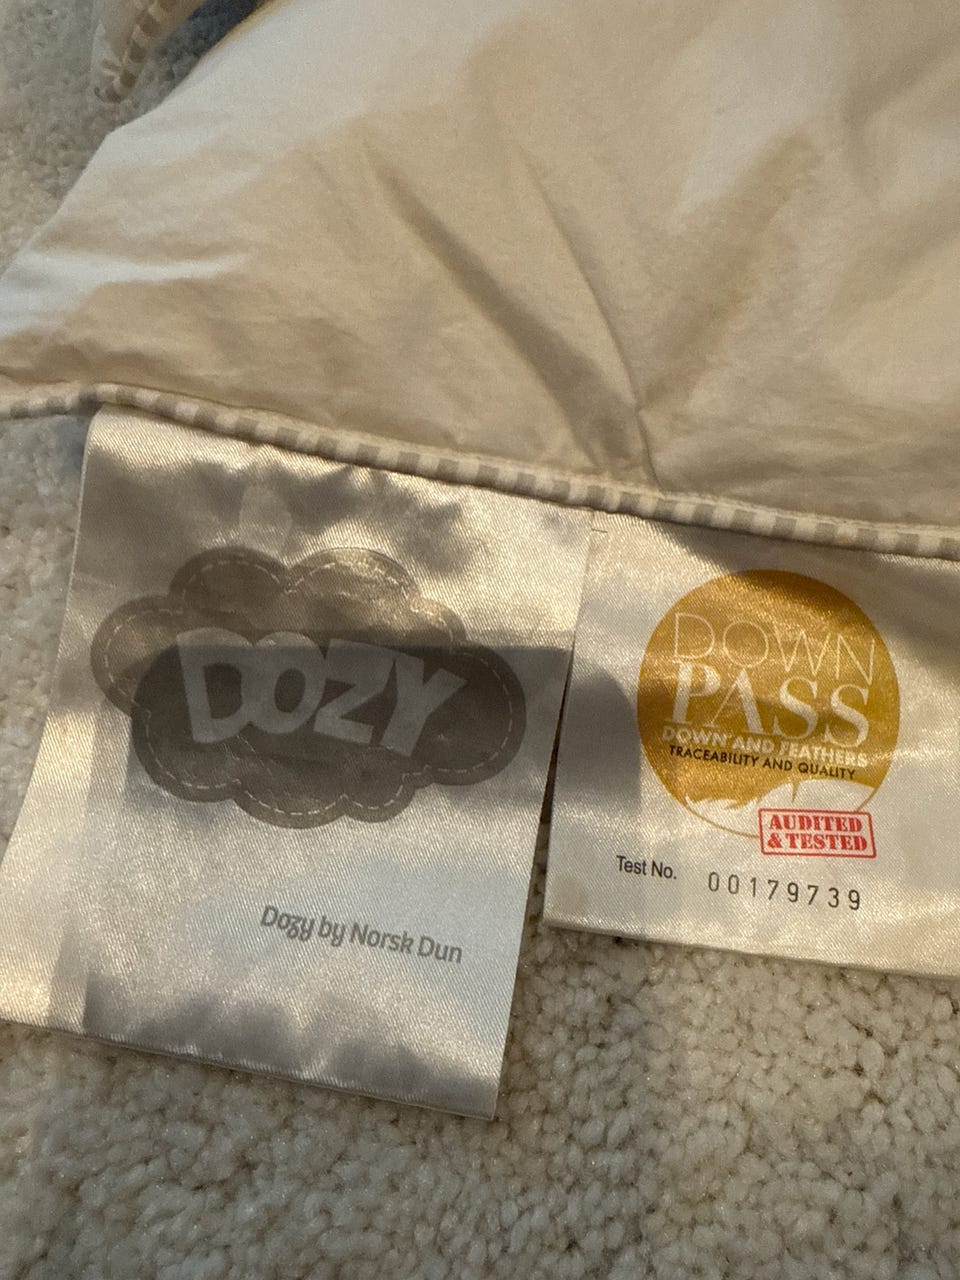 DOZY
Dozy by Norsk Dun
DOWN
PASS
DOWN AND FEATHERS
TRACEABILITY AND QUALITY
AUDITED
& TESTED
Test No. 00179739